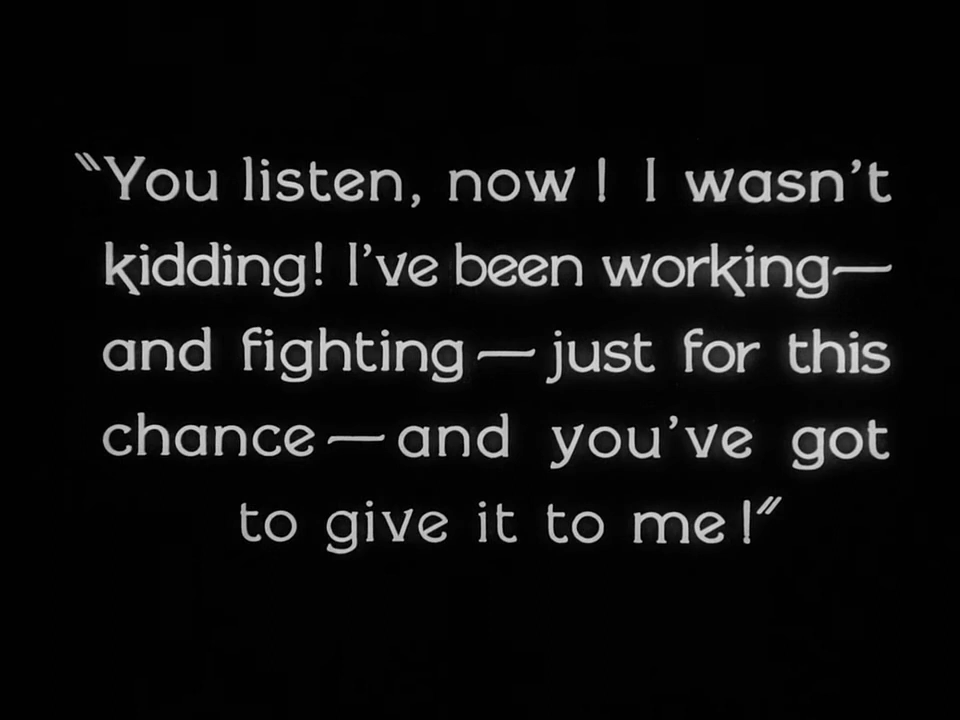 "You listen, now! I wasn't
kidding! I've been working—
and fighting—just for this
chance—and you've got
to give it to me!"